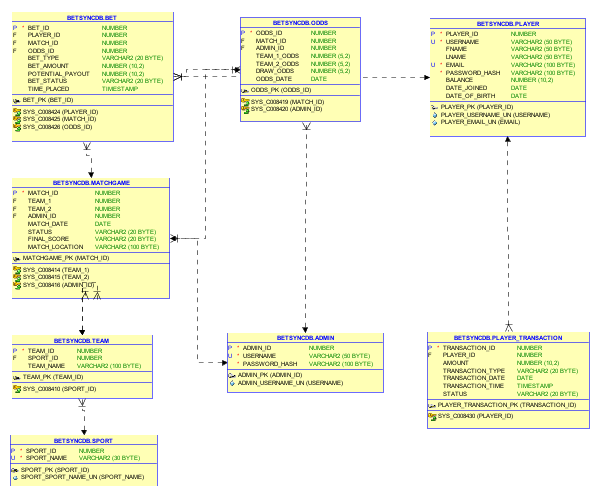 BETSYNCDB.BET
P * BET_ID NUMBER
F PLAYER_ID NUMBER
F MATCH_ID NUMBER
F ODDS_ID NUMBER
BET_TYPE VARCHAR2 (20 BYTE)
BET_AMOUNT NUMBER (10,2)
POTENTIAL_PAYOUT NUMBER (10,2)
BET_STATUS VARCHAR2 (20 BYTE)
TIME_PLACED TIMESTAMP
BET_PK (BET_ID)
SYS_C008424 (PLAYER_ID)
SYS_C008425 (MATCH_ID)
SYS_C008426 (ODDS_ID)
BETSYNCDB.ODDS
P * ODDS_ID NUMBER
F MATCH_ID NUMBER
F ADMIN_ID NUMBER
TEAM_1_ODDS NUMBER (5,2)
TEAM_2_ODDS NUMBER (5,2)
DRAW_ODDS NUMBER (5,2)
ODDS_DATE DATE
ODDS_PK (ODDS_ID)
SYS_C008419 (MATCH_ID)
SYS_C008420 (ADMIN_ID)
BETSYNCDB.PLAYER
P * PLAYER_ID NUMBER
U * USERNAME VARCHAR2 (50 BYTE)
FNAME VARCHAR2 (50 BYTE)
LNAME VARCHAR2 (50 BYTE)
U * EMAIL VARCHAR2 (100 BYTE)
* PASSWORD_HASH VARCHAR2 (100 BYTE)
BALANCE NUMBER (10,2)
DATE_JOINED DATE
DATE_OF_BIRTH DATE
PLAYER_PK (PLAYER_ID)
PLAYER_USERNAME_UN (USERNAME)
PLAYER_EMAIL_UN (EMAIL)
BETSYNCDB.MATCHGAME
P * MATCH_ID NUMBER
F TEAM_1 NUMBER
F TEAM_2 NUMBER
F ADMIN_ID NUMBER
MATCH_DATE DATE
STATUS VARCHAR2 (20 BYTE)
FINAL_SCORE VARCHAR2 (20 BYTE)
MATCH_LOCATION VARCHAR2 (100 BYTE)
MATCHGAME_PK (MATCH_ID)
SYS_C008414 (TEAM_1)
SYS_C008415 (TEAM_2)
SYS_C008416 (ADMIN_ID)
BETSYNCDB.TEAM
P * TEAM_ID NUMBER
F SPORT_ID NUMBER
TEAM_NAME VARCHAR2 (100 BYTE)
TEAM_PK (TEAM_ID)
SYS_C008410 (SPORT_ID)
BETSYNCDB.ADMIN
P * ADMIN_ID NUMBER
U * USERNAME VARCHAR2 (50 BYTE)
* PASSWORD_HASH VARCHAR2 (100 BYTE)
ADMIN_PK (ADMIN_ID)
ADMIN_USERNAME_UN (USERNAME)
BETSYNCDB.PLAYER_TRANSACTION
P * TRANSACTION_ID NUMBER
F PLAYER_ID NUMBER
AMOUNT NUMBER (10,2)
TRANSACTION_TYPE VARCHAR2 (20 BYTE)
TRANSACTION_DATE DATE
TRANSACTION_TIME TIMESTAMP
STATUS VARCHAR2 (20 BYTE)
PLAYER_TRANSACTION_PK (TRANSACTION_ID)
SYS_C008430 (PLAYER_ID)
BETSYNCDB.SPORT
P * SPORT_ID NUMBER
U * SPORT_NAME VARCHAR2 (30 BYTE)
SPORT_PK (SPORT_ID)
SPORT_SPORT_NAME_UN (SPORT_NAME)